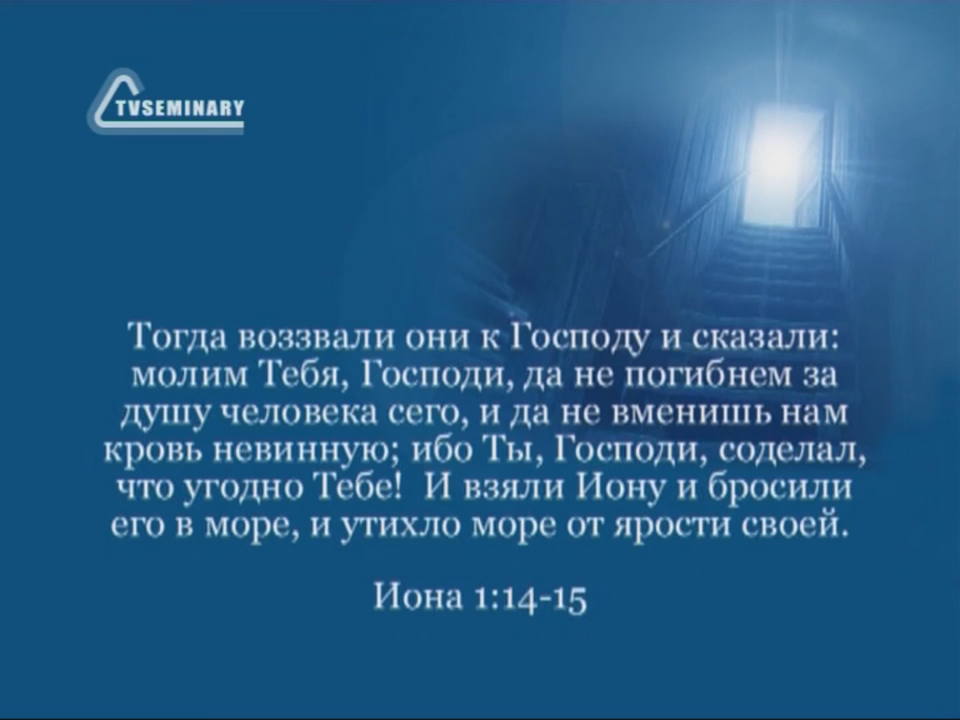 TVSEMINARY
Тогда воззвали они к Господу и сказали:
молим Тебя, Господи, да не погибнем за
душу человека сего, и да не вменишь нам
кровь невинную; ибо Ты, Господи, соделал,
что угодно Тебе! И взяли Иону и бросили
его в море, и утихло море от ярости своей.
Иона 1:14-15